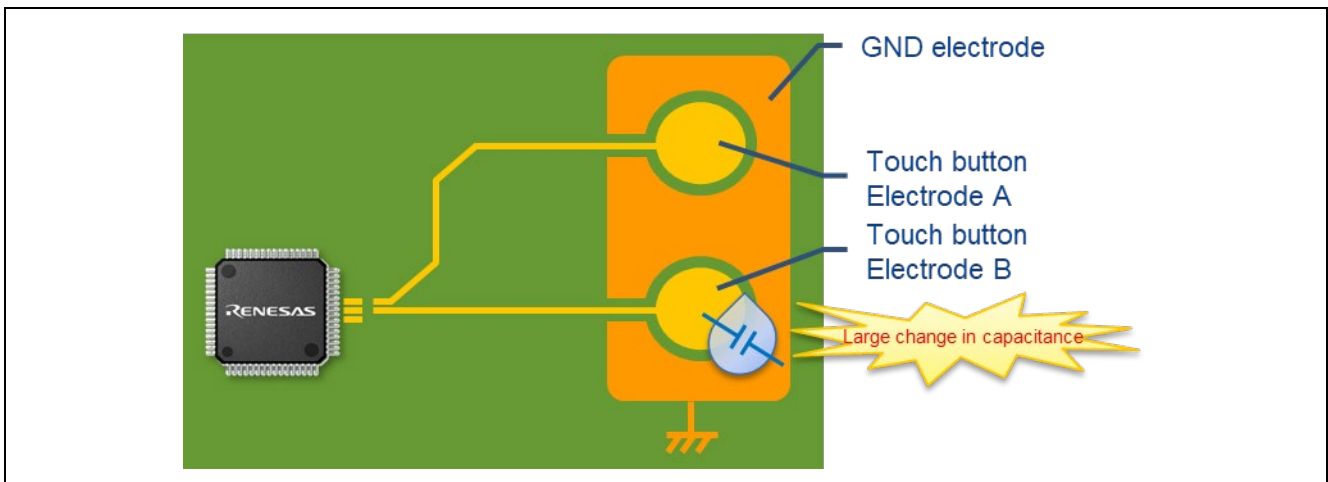 GND electrode
Touch button
Electrode A
Touch button
Electrode B
RENESAS
Large change in capacitance